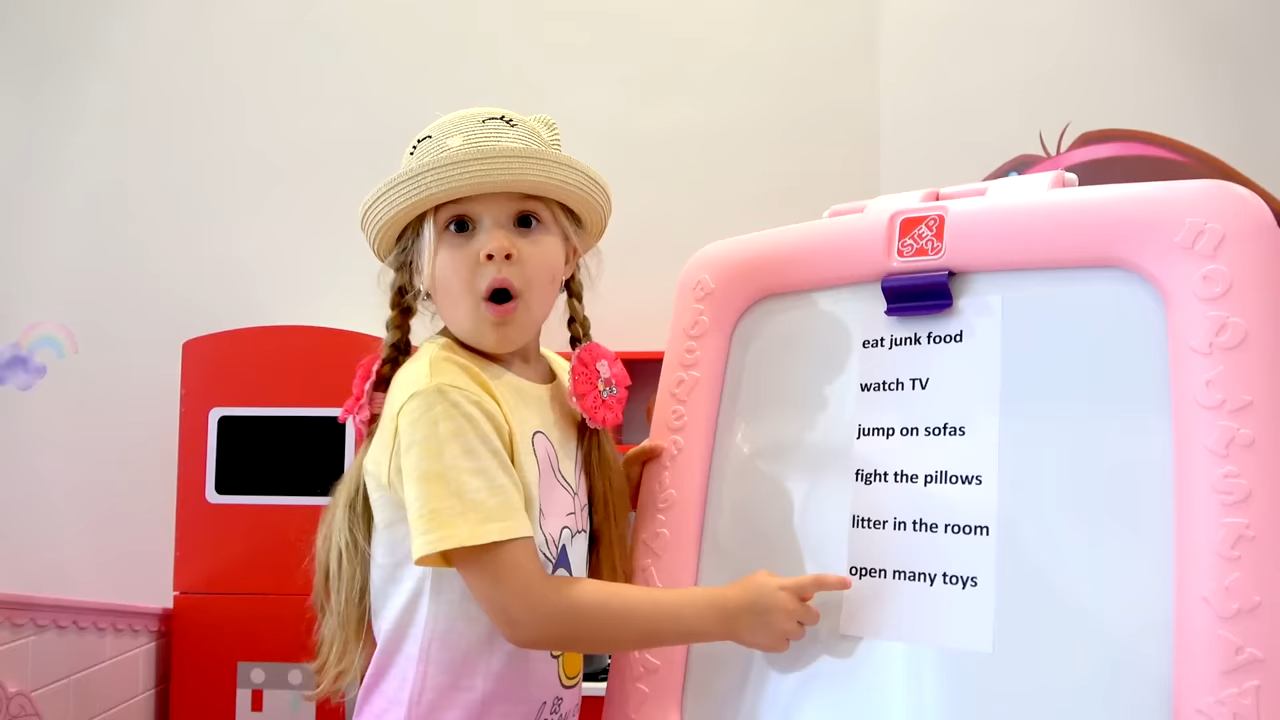 STEP2
eat junk food
watch TV
jump on sofas
fight the pillows
litter in the room
open many toys